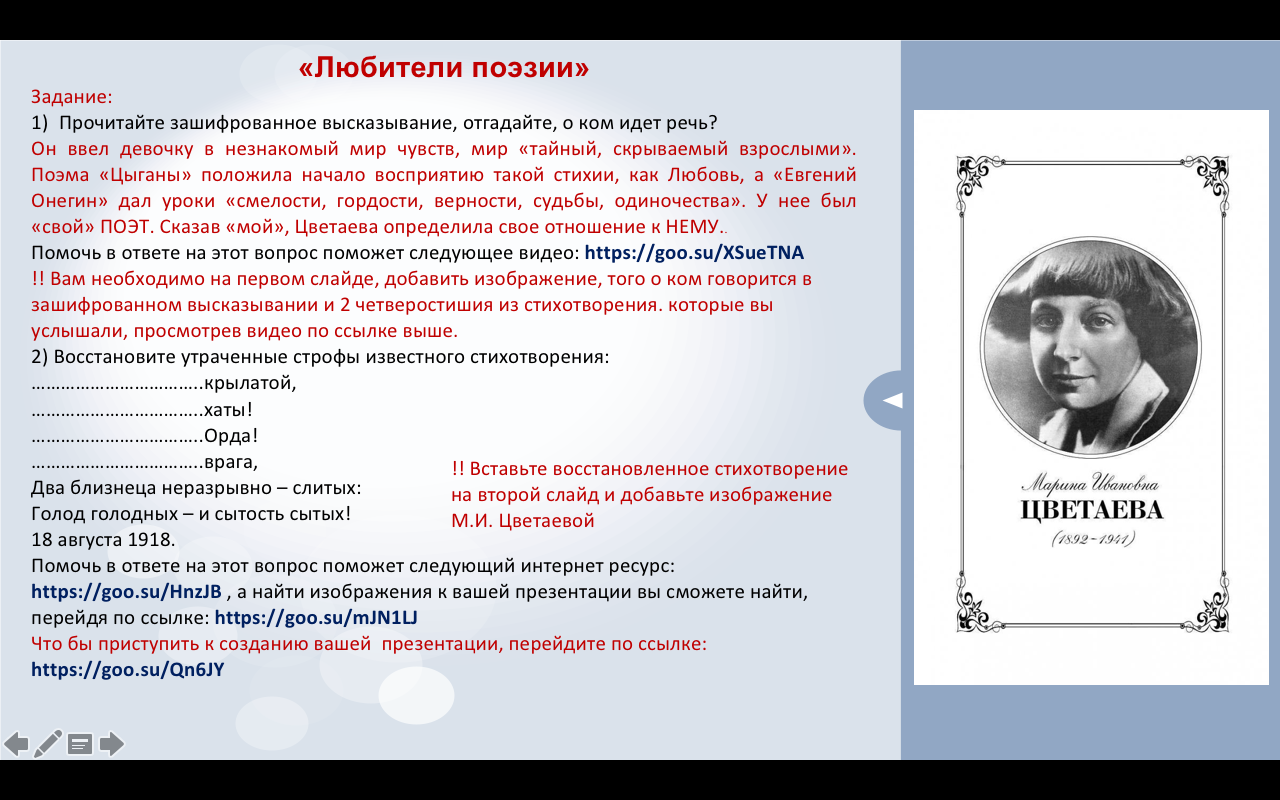 «Любители поэзии»
Задание:
1) Прочитайте зашифрованное высказывание, отгадайте, о ком идет речь?
Он ввел девочку в незнакомый мир чувств, мир «тайный, скрываемый взрослыми».
Поэма «Цыганы» положила начало восприятию такой стихии, как Любовь, а «Евгений
Онегин» дал уроки «смелости, гордости, верности, судьбы, одиночества». У нее был
«свой» ПОЭТ. Сказав «мой», Цветаева определила свое отношение к НЕМУ..
Помочь в ответе на этот вопрос поможет следующее видео: https://goo.su/XSueTNA
!! Вам необходимо на первом слайде, добавить изображение, того о ком говорится в
зашифрованном высказывании и 2 четверостишия из стихотворения. которые вы
услышали, просмотрев видео по ссылке выше.
2) Восстановите утраченные строфы известного стихотворения:
……………………………..крылатой,
……………………………..хаты!
……………………………..Орда!
……………………………..врага,
Два близнеца неразрывно – слитых:
Голод голодных – и сытость сытых!
18 августа 1918.
!! Вставьте восстановленное стихотворение
на второй слайд и добавьте изображение
М.И. Цветаевой
Помочь в ответе на этот вопрос поможет следующий интернет ресурс:
https://goo.su/HnzJB , а найти изображения к вашей презентации вы сможете найти,
перейдя по ссылке: https://goo.su/mJN1LJ
Что бы приступить к созданию вашей  презентации, перейдите по ссылке:
https://goo.su/Qn6JY
Марина Ивановна
ЦВЕТАЕВА
(1892–1941)